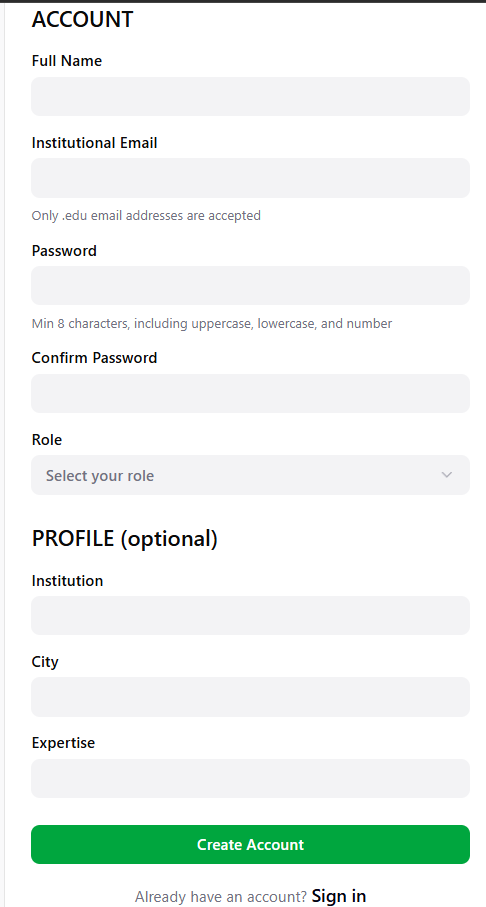 ACCOUNT
Full Name
Institutional Email
Only .edu email addresses are accepted
Password
Min 8 characters, including uppercase, lowercase, and number
Confirm Password
Role
Select your role
PROFILE (optional)
Institution
City
Expertise
Create Account
Already have an account? Sign in